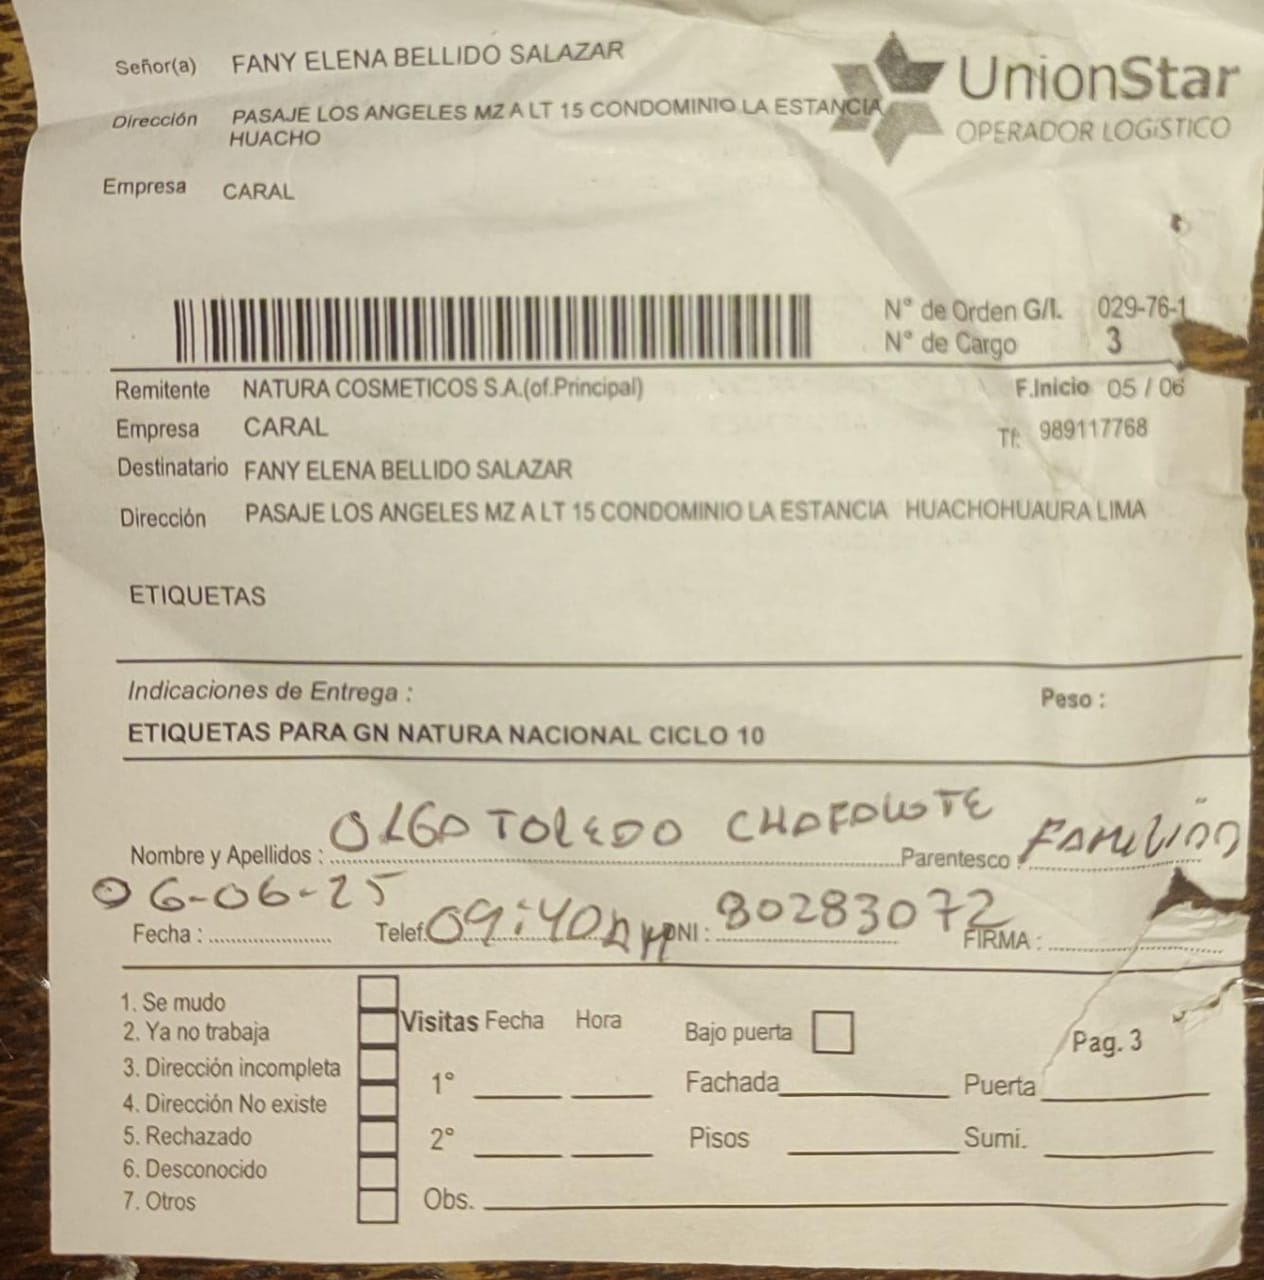 Señor(a) FANY ELENA BELLIDO SALAZAR
UnionStar
OPERADOR LOGíSTICO
Dirección PASAJE LOS ANGELES MZ A LT 15 CONDOMINIO LA ESTANCIA
HUACHO
Empresa CARAL
N° de Orden G/I. 029-76-1
N° de Cargo 3
Remitente NATURA COSMETICOS S.A.(of.Principal) F.Inicio 05 / 06
Empresa CARAL Tf: 989117768
Destinatario FANY ELENA BELLIDO SALAZAR
Dirección PASAJE LOS ANGELES MZ A LT 15 CONDOMINIO LA ESTANCIA HUACHOHUAURA LIMA
ETIQUETAS
Indicaciones de Entrega : Peso :
ETIQUETAS PARA GN NATURA NACIONAL CICLO 10
Nombre y Apellidos : OLGA TOLEDO Parentesco :
Fecha : 06-06-25 Telef. 09:40AM DNI : 80283072 FIRMA :
1. Se mudo
2. Ya no trabaja
3. Dirección incompleta
4. Dirección No existe
5. Rechazado
6. Desconocido
7. Otros
Visitas Fecha Hora Bajo puerta Pag. 3
1° Fachada Puerta
2° Pisos Sumi.
Obs.